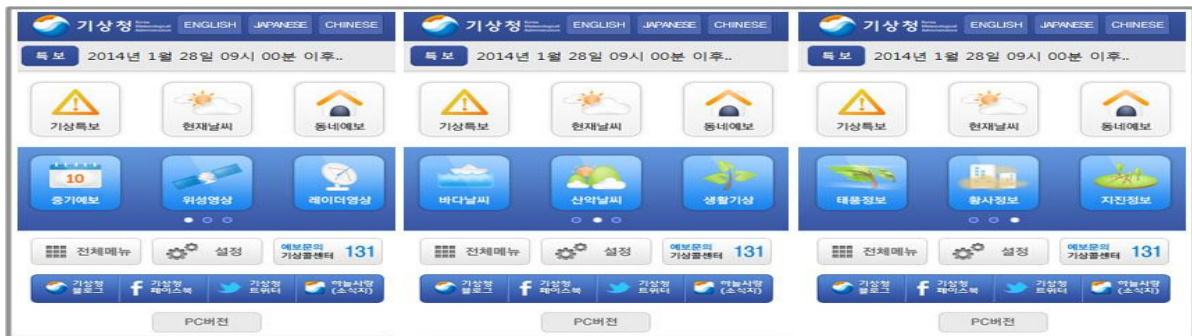 기상청 Korea Meteorological Administration ENGLISH JAPANESE CHINESE
특보 2014년 1월 28일 09시 00분 이후..
기상특보 현재날씨 동네예보
10
중기예보 위성영상 레이더영상
전체메뉴 설정 예보문의 기상콜센터 131
기상청 블로그 기상청 페이스북 기상청 트위터 하늘사랑 (소식지)
PC버전
기상청 Korea Meteorological Administration ENGLISH JAPANESE CHINESE
특보 2014년 1월 28일 09시 00분 이후..
기상특보 현재날씨 동네예보
바다날씨 산악날씨 생활기상
전체메뉴 설정 예보문의 기상콜센터 131
기상청 블로그 기상청 페이스북 기상청 트위터 하늘사랑 (소식지)
PC버전
기상청 Korea Meteorological Administration ENGLISH JAPANESE CHINESE
특보 2014년 1월 28일 09시 00분 이후..
기상특보 현재날씨 동네예보
태풍정보 황사정보 지진정보
전체메뉴 설정 예보문의 기상콜센터 131
기상청 블로그 기상청 페이스북 기상청 트위터 하늘사랑 (소식지)
PC버전